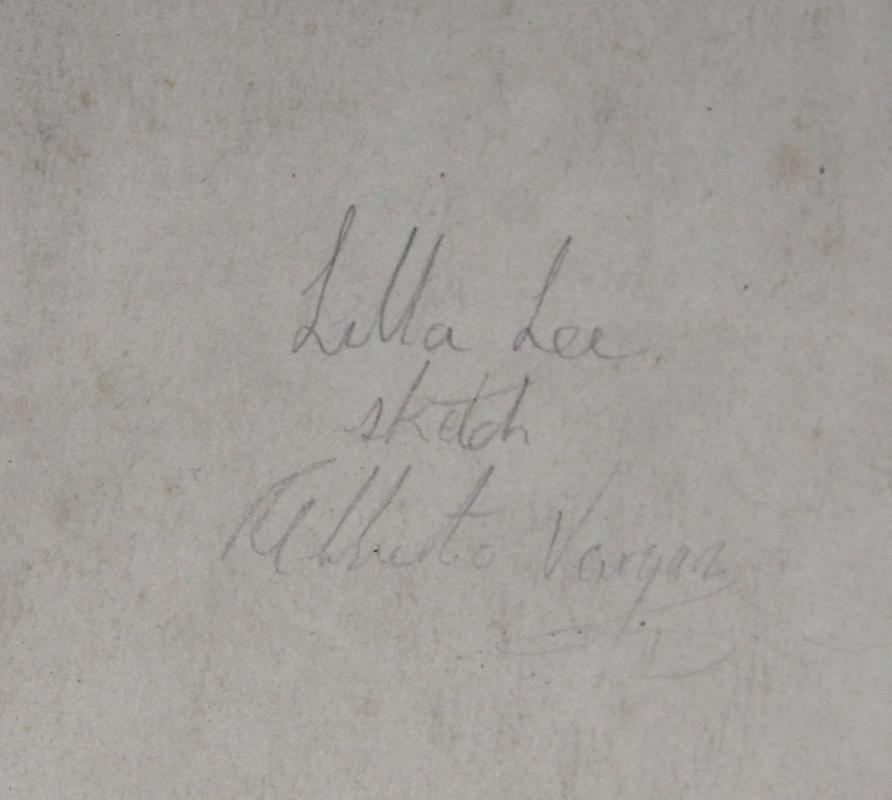 Lilla Lee
sketch
Alberto Vargas